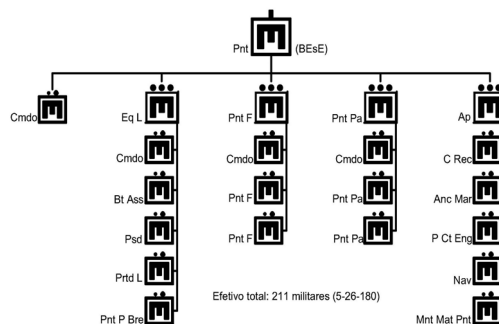 Pnt (BEsE)
Cmdo Eq L Pnt F Pnt Pa Ap
Cmdo Cmdo Cmdo C Rec
Bt Ass Pnt F Pnt Pa Anc Mar
Psd Pnt F Pnt Pa P Ct Eng
Prtd L Nav
Efetivo total: 211 militares (5-26-180)
Pnt P Bre Mnt Mat Pnt